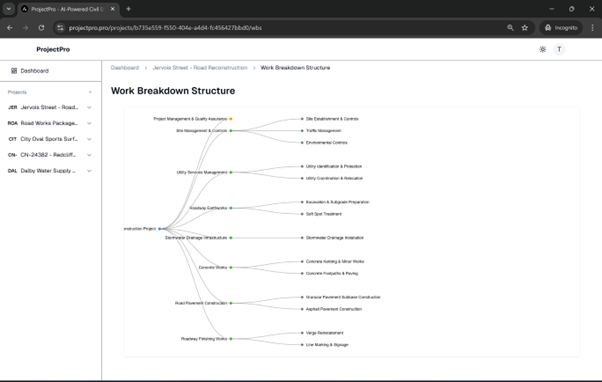 ProjectPro - AI-Powered Civil
projectpro.pro/projects/b735a559-f550-404e-a4d4-fc456427bbd0/wbs
Incognito
ProjectPro
T
Dashboard
Dashboard > Jervois Street - Road Reconstruction > Work Breakdown Structure
Projects
JER Jervois Street - Road...
ROA Road Works Package...
CIT City Oval Sports Surf...
CN- CN-24382 - Radcliff...
DAL Dalby Water Supply ...
Work Breakdown Structure
Project Management & Quality Assurance
Site Management & Controls
Site Establishment & Controls
Traffic Management
Environmental Controls
Utility Services Management
Utility Identification & Protection
Utility Coordination & Relocation
Roadway Earthworks
Excavation & Subgrade Preparation
Soft Spot Treatment
nstruction Project
Stormwater Drainage Infrastructure
Stormwater Drainage Installation
Concrete Works
Concrete Kerbing & Minor Works
Concrete Footpaths & Paving
Road Pavement Construction
Granular Pavement Subbase Construction
Asphalt Pavement Construction
Roadway Finishing Works
Verge Reinstatement
Line Marking & Signage